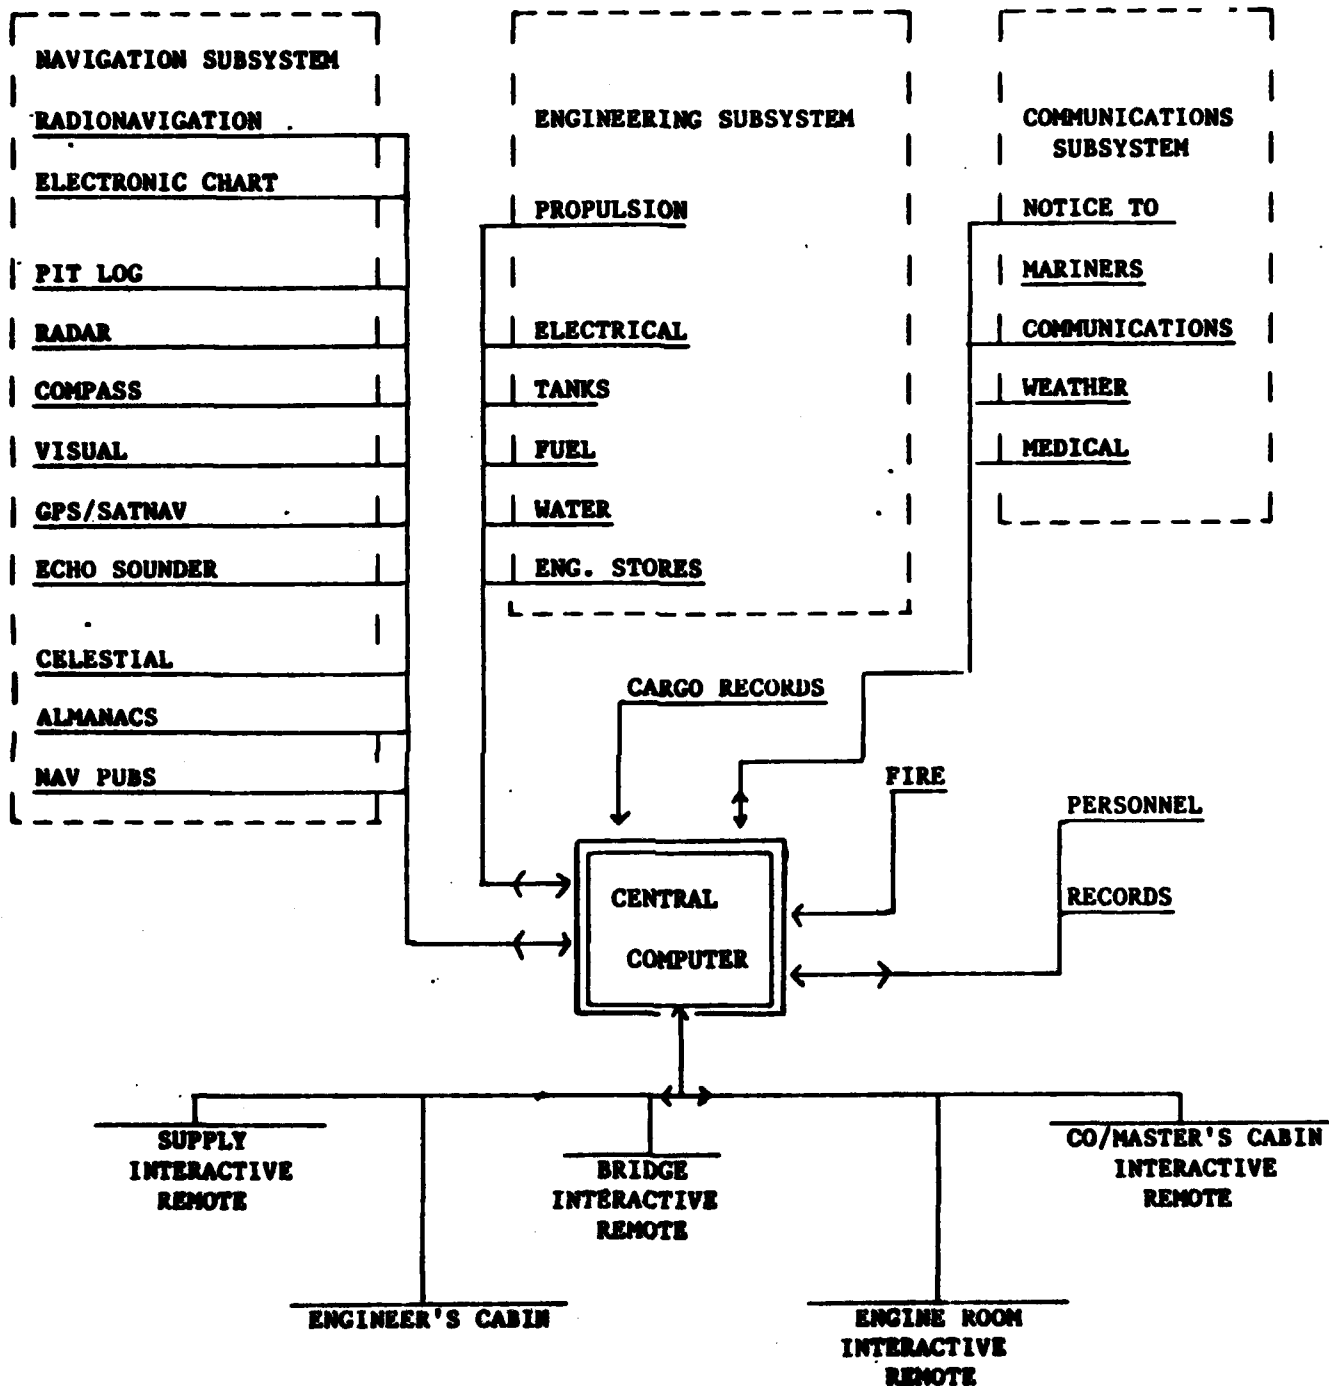 NAVIGATION SUBSYSTEM
RADIONAVIGATION
ELECTRONIC CHART
PIT LOG
RADAR
COMPASS
VISUAL
GPS/SATNAV
ECHO SOUNDER
CELESTIAL
ALMANACS
NAV PUBS
ENGINEERING SUBSYSTEM
PROPULSION
ELECTRICAL
TANKS
FUEL
WATER
ENG. STORES
COMMUNICATIONS
SUBSYSTEM
NOTICE TO
MARINERS
COMMUNICATIONS
WEATHER
MEDICAL
CARGO RECORDS
FIRE
PERSONNEL
RECORDS
CENTRAL
COMPUTER
SUPPLY
INTERACTIVE
REMOTE
ENGINEER'S CABIN
BRIDGE
INTERACTIVE
REMOTE
ENGINE ROOM
INTERACTIVE
REMOTE
CO/MASTER'S CABIN
INTERACTIVE
REMOTE